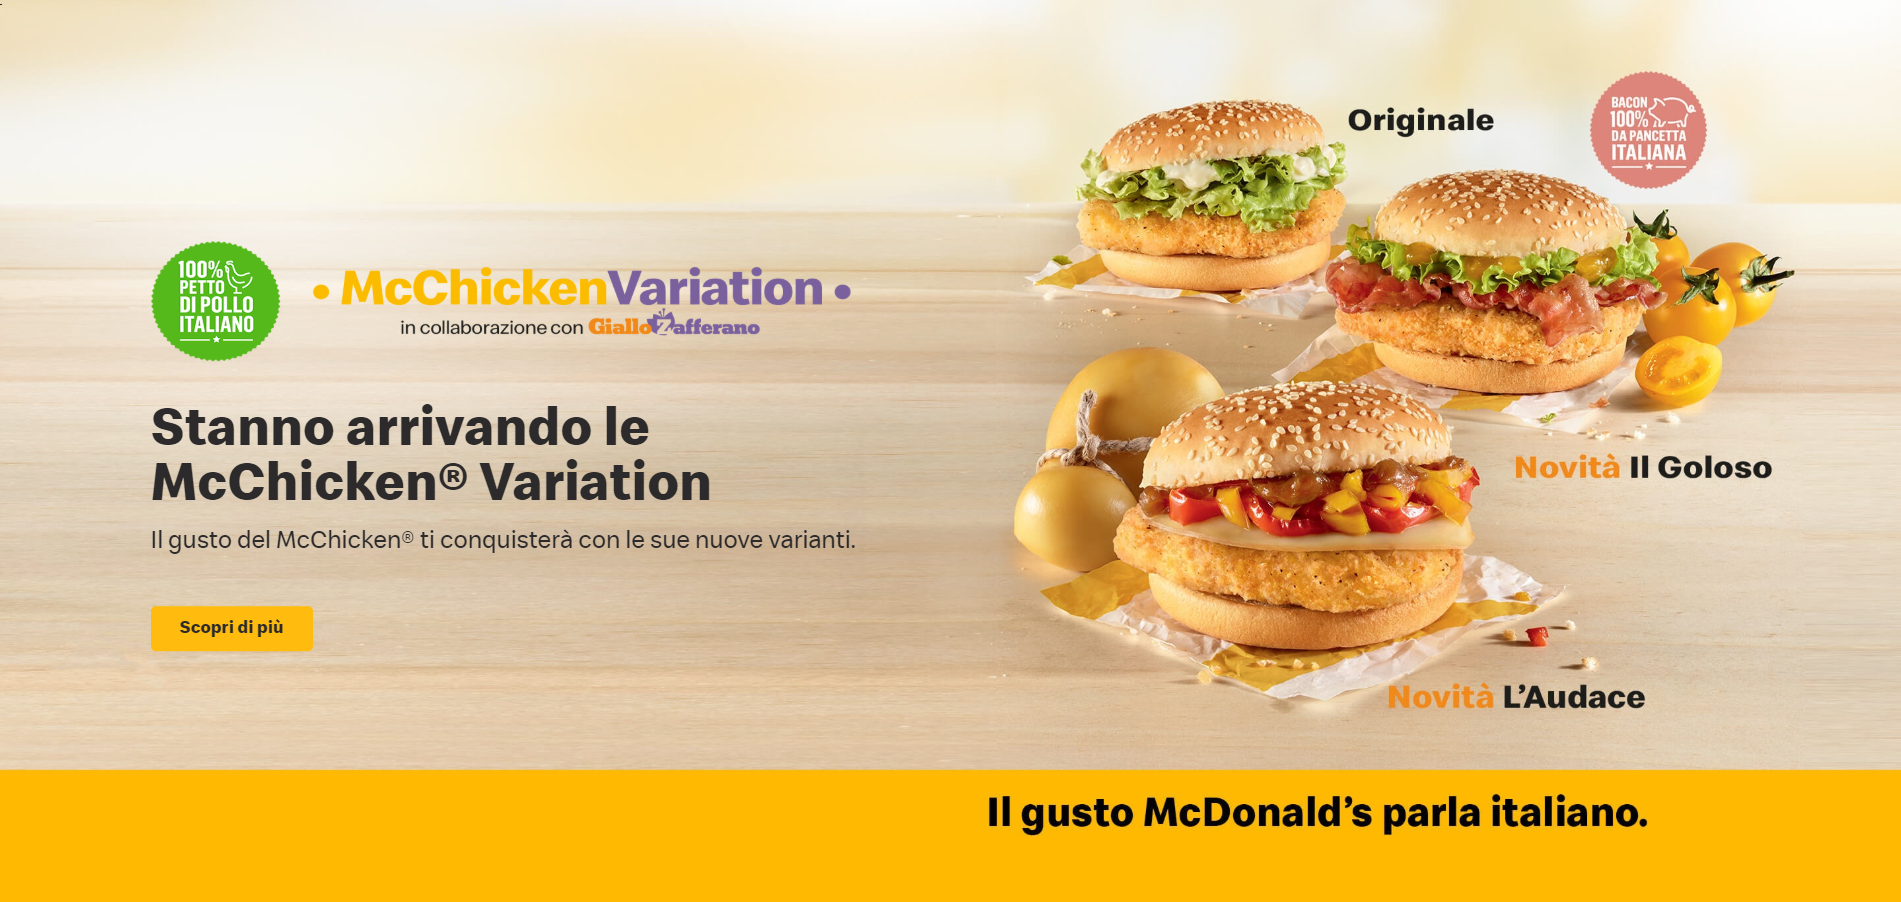 100%
PETTO
DI POLLO
ITALIANO
• McChickenVariation •
in collaborazione con GialloZafferano
Stanno arrivando le
McChicken® Variation
Il gusto del McChicken® ti conquisterà con le sue nuove varianti.
Scopri di più
Originale
BACON
100%
DA PANCETTA
ITALIANA
Novità Il Goloso
Novità L’Audace
Il gusto McDonald’s parla italiano.